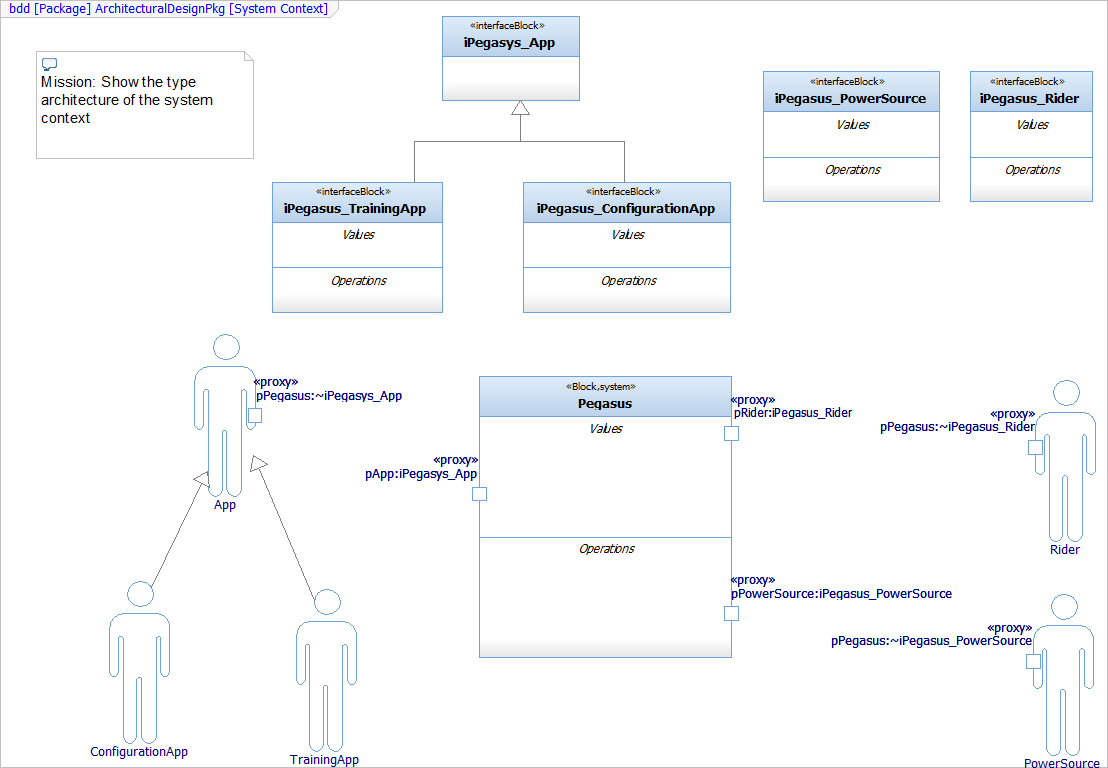 bdd [Package] ArchitecturalDesignPkg [System Context]
Mission: Show the type
architecture of the system
context
«interfaceBlock»
iPegasys_App
«interfaceBlock»
iPegasus_PowerSource
Values
Operations
«interfaceBlock»
iPegasus_Rider
Values
Operations
«interfaceBlock»
iPegasus_TrainingApp
Values
Operations
«interfaceBlock»
iPegasus_ConfigurationApp
Values
Operations
«proxy»
pPegasus:~iPegasys_App
App
«Block,system»
Pegasus
Values
Operations
«proxy»
pApp:iPegasys_App
«proxy»
pRider:iPegasus_Rider
«proxy»
pPegasus:~iPegasus_Rider
Rider
«proxy»
pPowerSource:iPegasus_PowerSource
«proxy»
pPegasus:~iPegasus_PowerSource
PowerSource
ConfigurationApp
TrainingApp